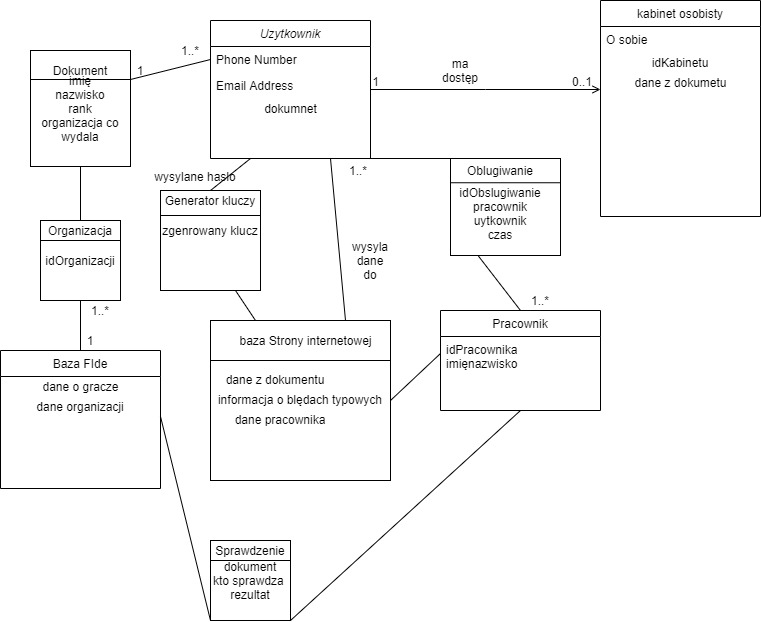 kabinet osobisty
O sobie
idKabinetu
dane z dokumetu
Uzytkownik
Phone Number
Email Address
dokumnet
1..*
1
Dokument
imię
nazwisko
rank
organizacja co
wydala
1
ma
dostęp
0..1
wysylane hasło
Generator kluczy
zgenrowany klucz
1..*
Oblugiwanie
idObslugiwanie
pracownik
uytkownik
czas
Organizacja
idOrganizacji
wysyla
dane
do
1..*
1
1..*
Pracownik
idPracownika
imięnazwisko
baza Strony internetowej
dane z dokumentu
informacja o błędach typowych
dane pracownika
Baza FIde
dane o gracze
dane organizacji
Sprawdzenie
dokument
kto sprawdza
rezultat